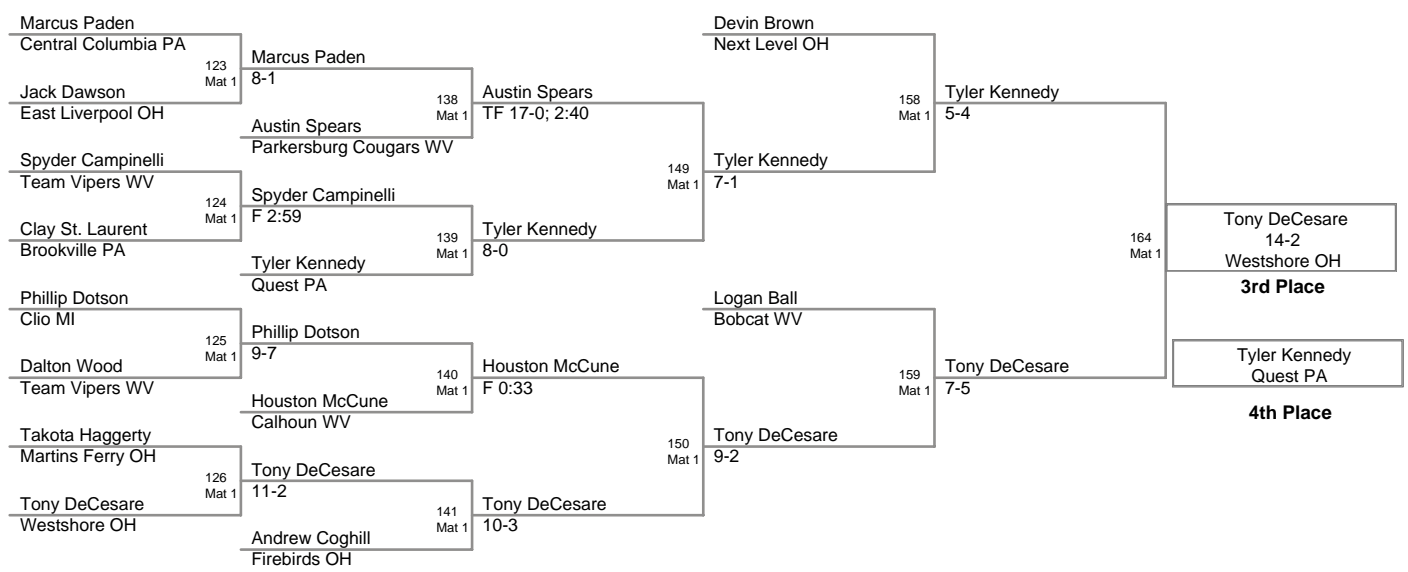 Marcus Paden
Central Columbia PA
123
Mat 1
Jack Dawson
East Liverpool OH
Spyder Campinelli
Team Vipers WV
124
Mat 1
Clay St. Laurent
Brookville PA
Phillip Dotson
Clio MI
125
Mat 1
Dalton Wood
Team Vipers WV
Takota Haggerty
Martins Ferry OH
126
Mat 1
Tony DeCesare
Westshore OH
Marcus Paden
8-1
138
Mat 1
Austin Spears
Parkersburg Cougars WV
Spyder Campinelli
F 2:59
139
Mat 1
Tyler Kennedy
Quest PA
Phillip Dotson
9-7
140
Mat 1
Houston McCune
Calhoun WV
Tony DeCesare
11-2
141
Mat 1
Andrew Coghill
Firebirds OH
Austin Spears
TF 17-0; 2:40
149
Mat 1
Tyler Kennedy
8-0
Houston McCune
F 0:33
150
Mat 1
Tony DeCesare
10-3
Devin Brown
Next Level OH
158
Mat 1
Tyler Kennedy
7-1
Logan Ball
Bobcat WV
159
Mat 1
Tony DeCesare
9-2
Tyler Kennedy
5-4
164
Mat 1
Tony DeCesare
7-5
Tony DeCesare
14-2
Westshore OH
3rd Place
Tyler Kennedy
Quest PA
4th Place